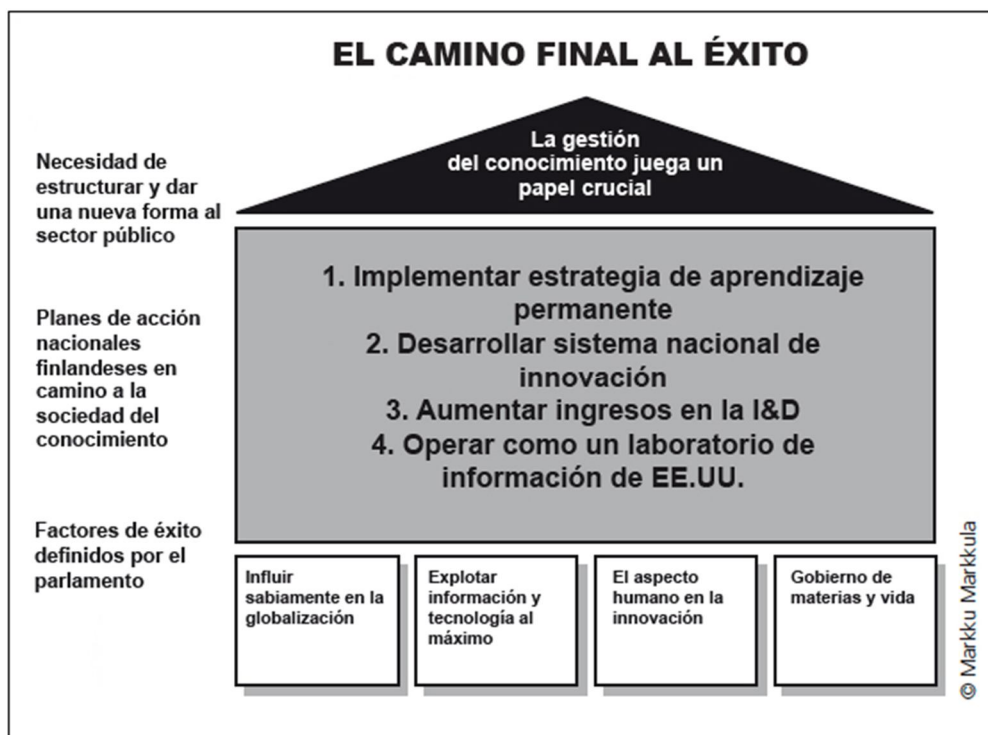 EL CAMINO FINAL AL ÉXITO
La gestión
del conocimiento juega un
papel crucial
Necesidad de
estructurar y dar
una nueva forma al
sector público
1. Implementar estrategia de aprendizaje
permanente
2. Desarrollar sistema nacional de
innovación
3. Aumentar ingresos en la I&D
4. Operar como un laboratorio de
información de EE.UU.
Planes de acción
nacionales
finlandeses en
camino a la
sociedad del
conocimiento
Factores de éxito
definidos por el
parlamento
Influir
sabiamente en la
globalización
Explotar
información y
tecnología al
máximo
El aspecto
humano en la
innovación
Gobierno de
materias y vida
© Markku Markkula